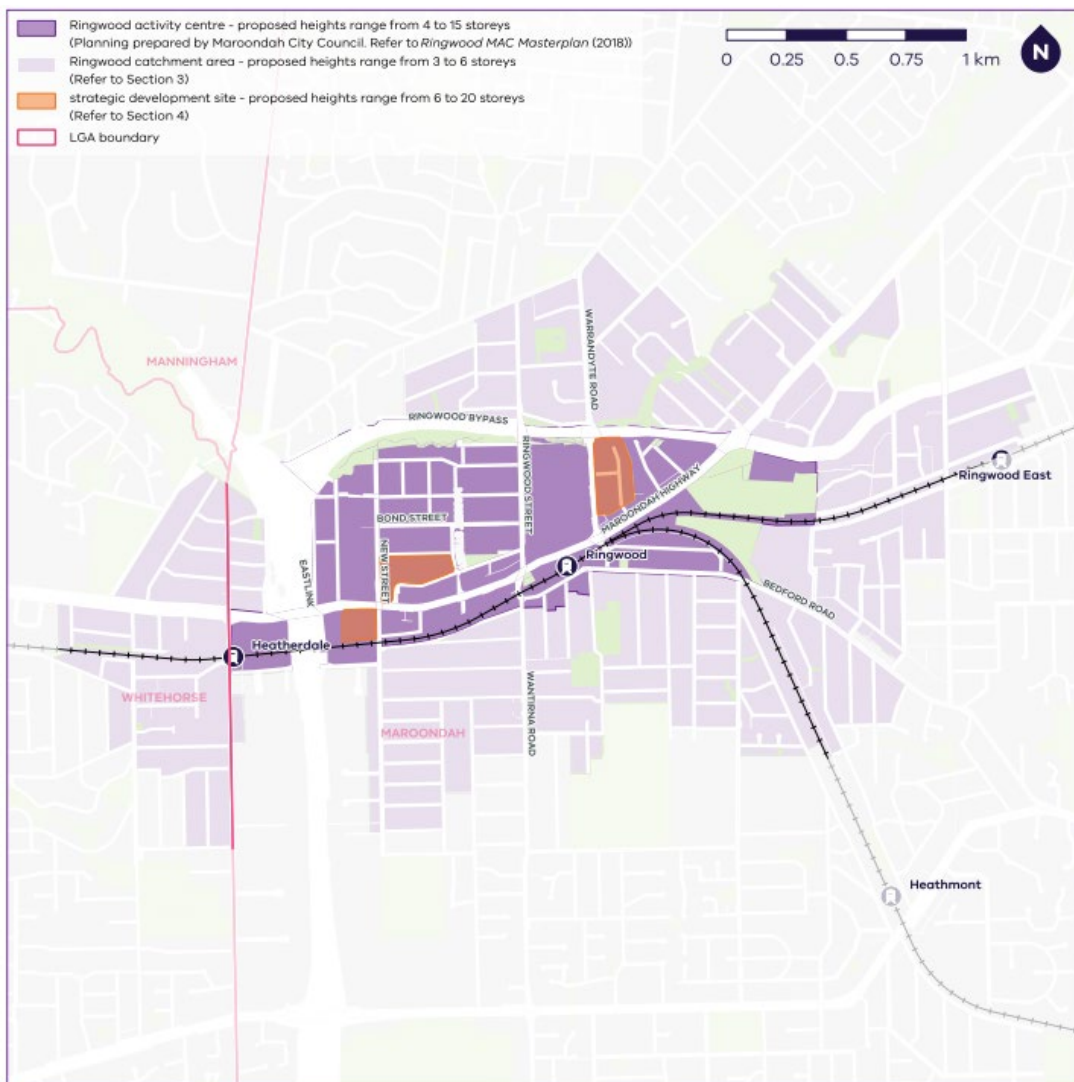 Ringwood activity centre - proposed heights range from 4 to 15 storeys
(Planning prepared by Maroondah City Council. Refer to Ringwood MAC Masterplan (2018))
Ringwood catchment area - proposed heights range from 3 to 6 storeys
(Refer to Section 3)
strategic development site - proposed heights range from 6 to 20 storeys
(Refer to Section 4)
LGA boundary
0 0.25 0.5 0.75 1 km
N
MANNINGHAM
WARRANDYTE ROAD
RINGWOOD BYPASS
RINGWOOD STREET
MAROONDAH HIGHWAY
Ringwood East
BOND STREET
NEW STREET
EASTLINK
Ringwood
BEDFORD ROAD
Heatherdale
WHITEHORSE
WANTIRNA ROAD
MAROONDAH
Heathmont